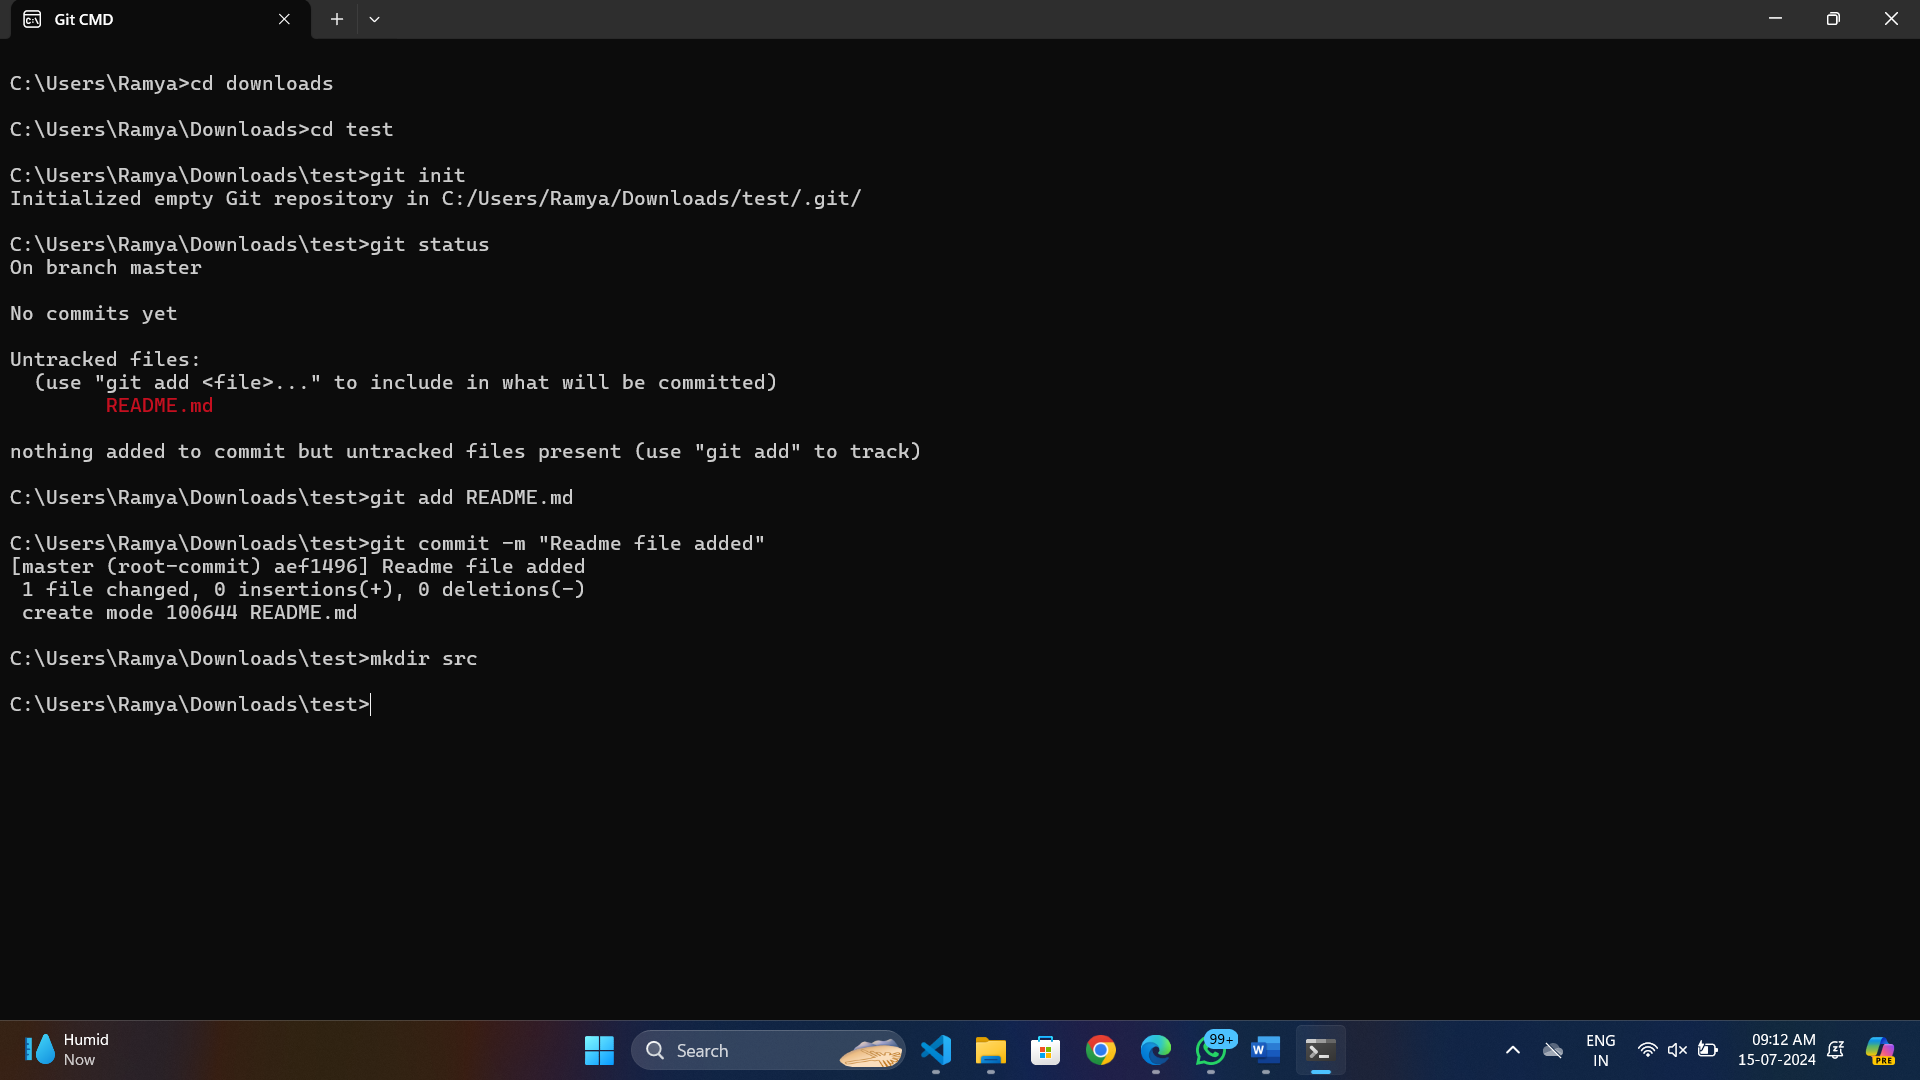 Git CMD
C:\Users\Ramya>cd downloads
C:\Users\Ramya\Downloads>cd test
C:\Users\Ramya\Downloads\test>git init
Initialized empty Git repository in C:/Users/Ramya/Downloads/test/.git/
C:\Users\Ramya\Downloads\test>git status
On branch master
No commits yet
Untracked files:
  (use "git add <file>..." to include in what will be committed)
        README.md
nothing added to commit but untracked files present (use "git add" to track)
C:\Users\Ramya\Downloads\test>git add README.md
C:\Users\Ramya\Downloads\test>git commit -m "Readme file added"
[master (root-commit) aef1496] Readme file added
 1 file changed, 0 insertions(+), 0 deletions(-)
 create mode 100644 README.md
C:\Users\Ramya\Downloads\test>mkdir src
C:\Users\Ramya\Downloads\test>
Humid
Now
Search
99+
W
ENG
IN
09:12 AM
15-07-2024
PRE